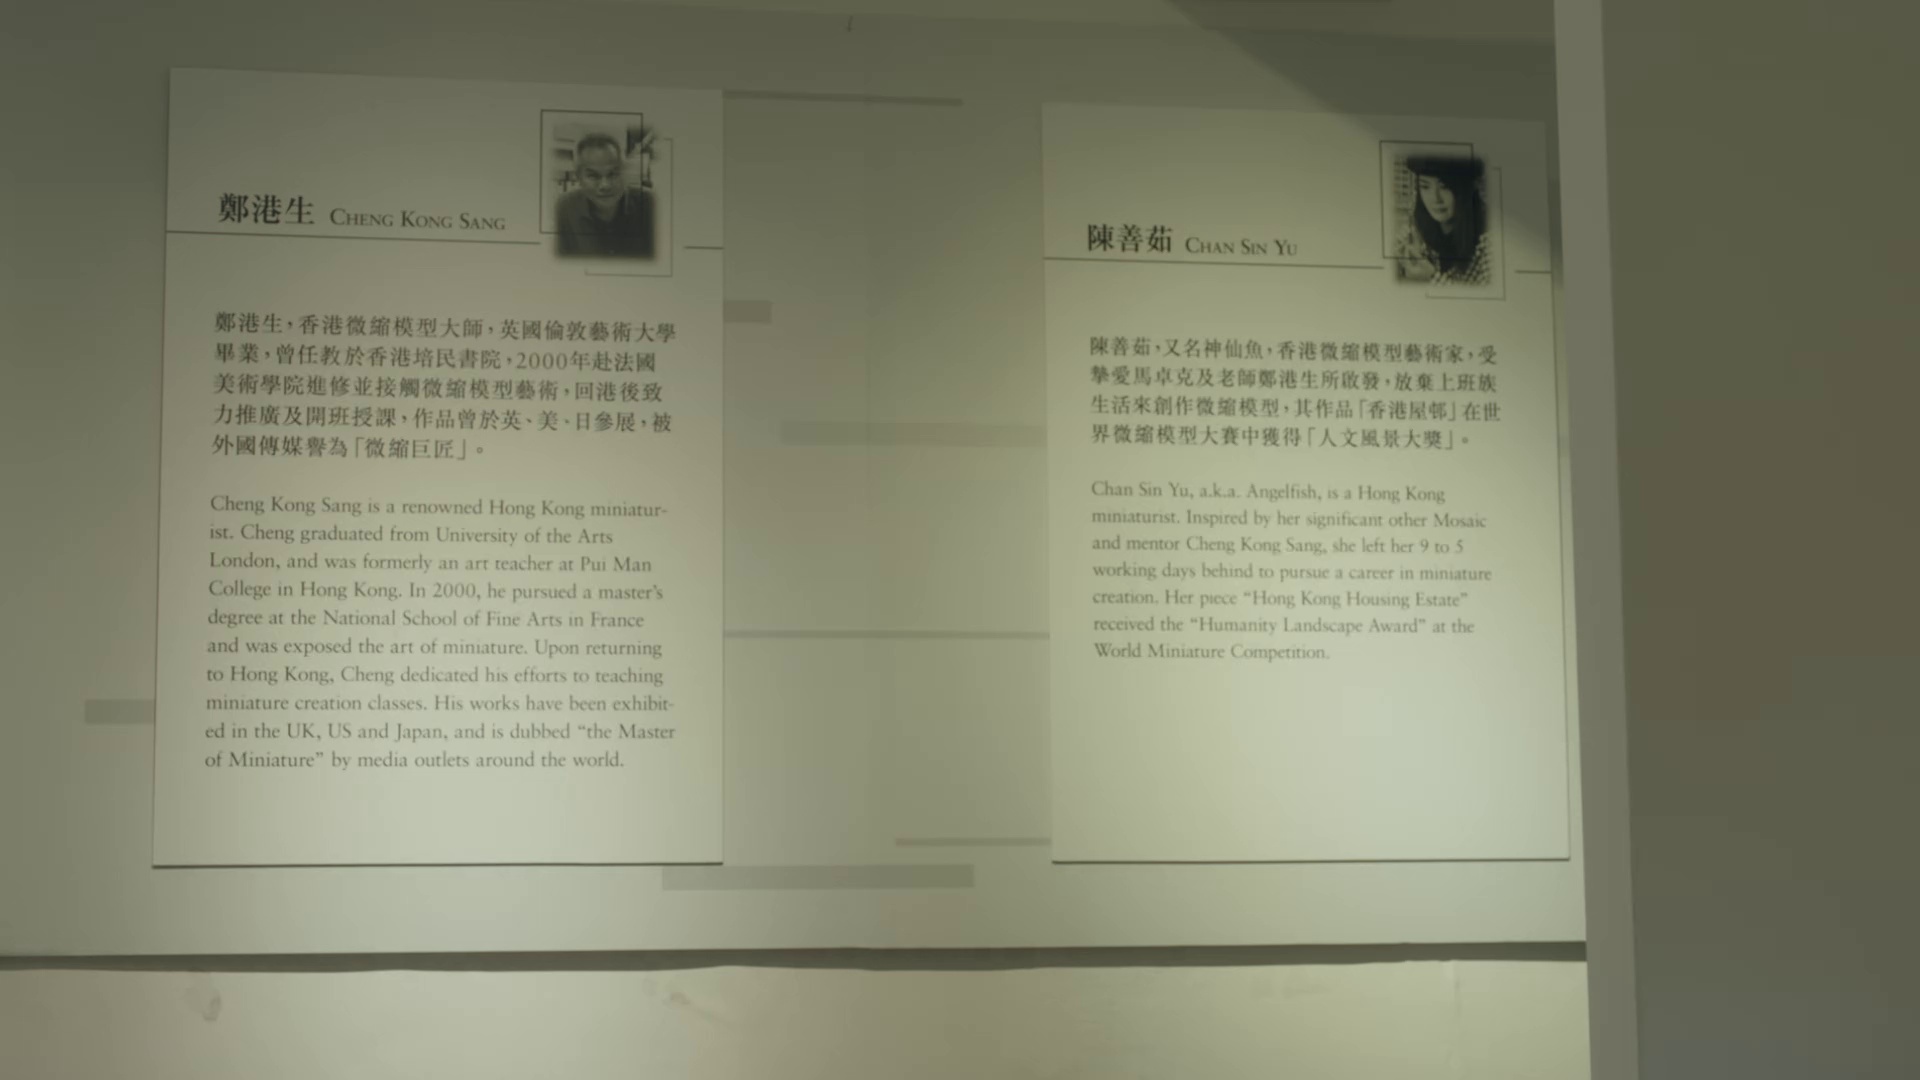 鄭港生 CHENG KONG SANG
鄭港生，香港微縮模型大師，英國倫敦藝術大學
畢業，曾任教於香港培民書院，2000年赴法國
美術學院進修並接觸微縮模型藝術，回港後致
力推廣及開班授課，作品曾於英、美、日參展，被
外國傳媒譽為「微縮巨匠」。
Cheng Kong Sang is a renowned Hong Kong miniatur-
ist. Cheng graduated from University of the Arts
London, and was formerly an art teacher at Pui Man
College in Hong Kong. In 2000, he pursued a master’s
degree at the National School of Fine Arts in France
and was exposed the art of miniature. Upon returning
to Hong Kong, Cheng dedicated his efforts to teaching
miniature creation classes. His works have been exhibit-
ed in the UK, US and Japan, and is dubbed “the Master
of Miniature” by media outlets around the world.
陳善茹 CHAN SIN YU
陳善茹，又名神仙魚，香港微縮模型藝術家，受
摯愛馬卓克及老師鄭港生所啟發，放棄上班族
生活來創作微縮模型，其作品「香港屋邨」在世
界微縮模型大賽中獲得「人文風景大獎」。
Chan Sin Yu, a.k.a. Angelfish, is a Hong Kong
miniaturist. Inspired by her significant other Mosaic
and mentor Cheng Kong Sang, she left her 9 to 5
working days behind to pursue a career in miniature
creation. Her piece “Hong Kong Housing Estate”
received the “Humanity Landscape Award” at the
World Miniature Competition.